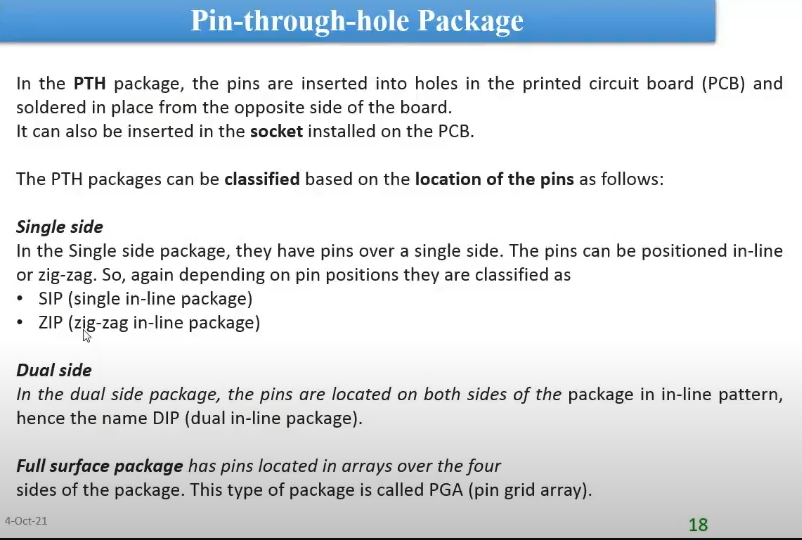 Pin-through-hole Package
In the PTH package, the pins are inserted into holes in the printed circuit board (PCB) and
soldered in place from the opposite side of the board.
It can also be inserted in the socket installed on the PCB.
The PTH packages can be classified based on the location of the pins as follows:
Single side
In the Single side package, they have pins over a single side. The pins can be positioned in-line
or zig-zag. So, again depending on pin positions they are classified as
• SIP (single in-line package)
• ZIP (zig-zag in-line package)
Dual side
In the dual side package, the pins are located on both sides of the package in in-line pattern,
hence the name DIP (dual in-line package).
Full surface package has pins located in arrays over the four
sides of the package. This type of package is called PGA (pin grid array).
4-Oct-21
18